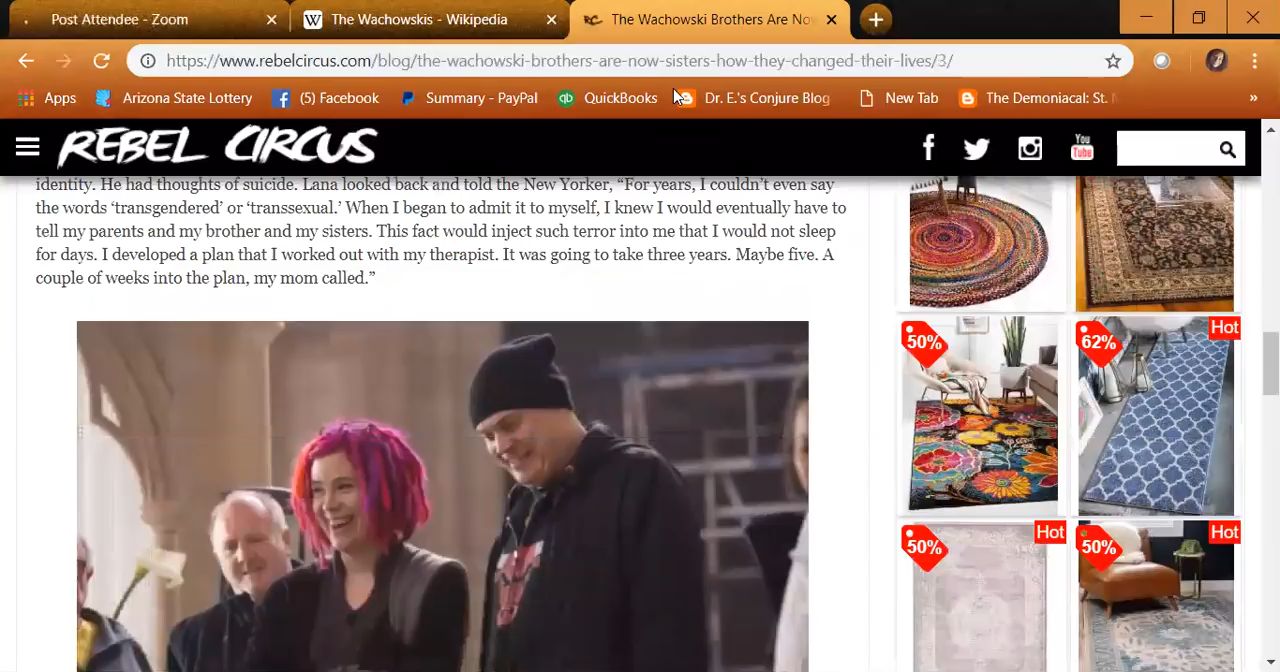 Post Attendee - Zoom
The Wachowskis - Wikipedia
The Wachowski Brothers Are Nov
https://www.rebelcircus.com/blog/the-wachowski-brothers-are-now-sisters-how-they-changed-their-lives/3/
Apps
Arizona State Lottery
(5) Facebook
Summary - PayPal
QuickBooks
Dr. E.'s Conjure Blog
New Tab
The Demoniacal: St. M
»
REBEL CIRCUS
You
Tube
identity. He had thoughts of suicide. Lana looked back and told the New Yorker, “For years, I couldn’t even say
the words ‘transgendered’ or ‘transsexual.’ When I began to admit it to myself, I knew I would eventually have to
tell my parents and my brother and my sisters. This fact would inject such terror into me that I would not sleep
for days. I developed a plan that I worked out with my therapist. It was going to take three years. Maybe five. A
couple of weeks into the plan, my mom called.”
50%
62%
Hot
50%
Hot
50%
Hot